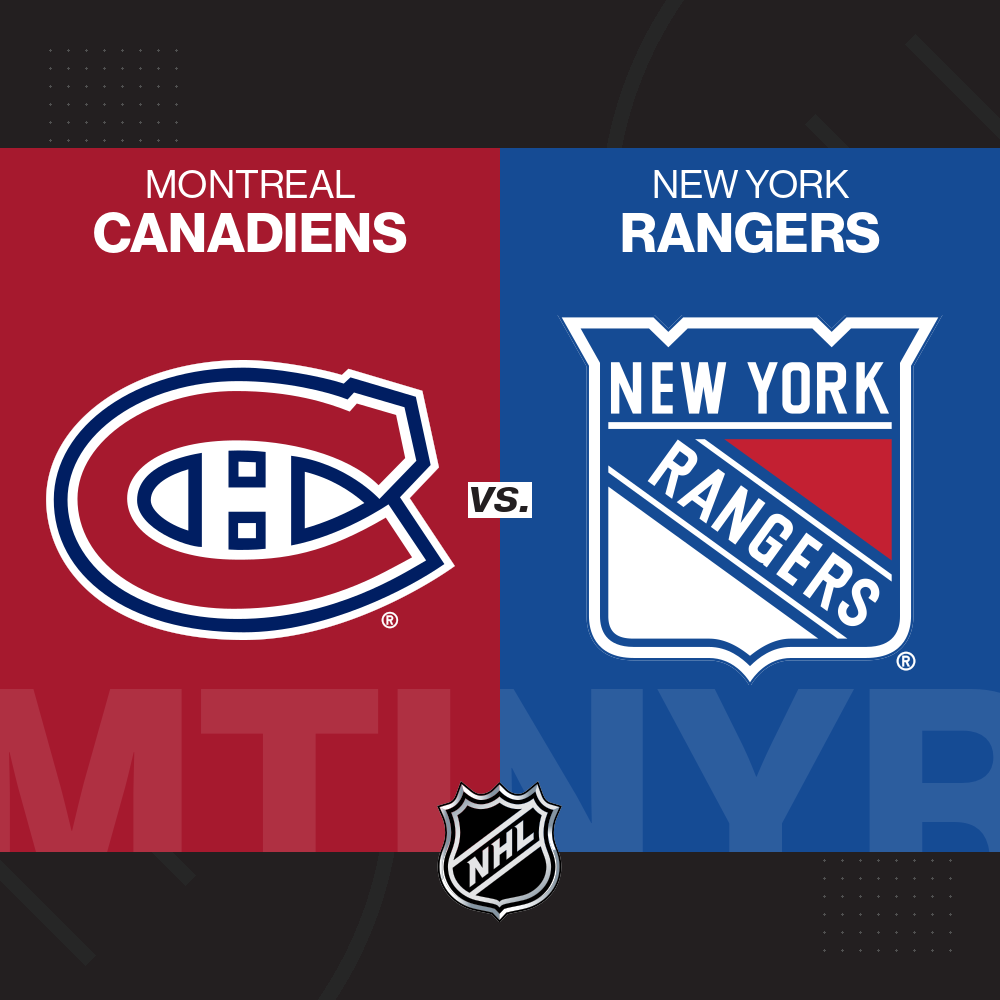 MONTREAL
CANADIENS
NEW YORK
RANGERS
VS.
NEW YORK
RANGERS
®
®
MTL
NYR
NHL